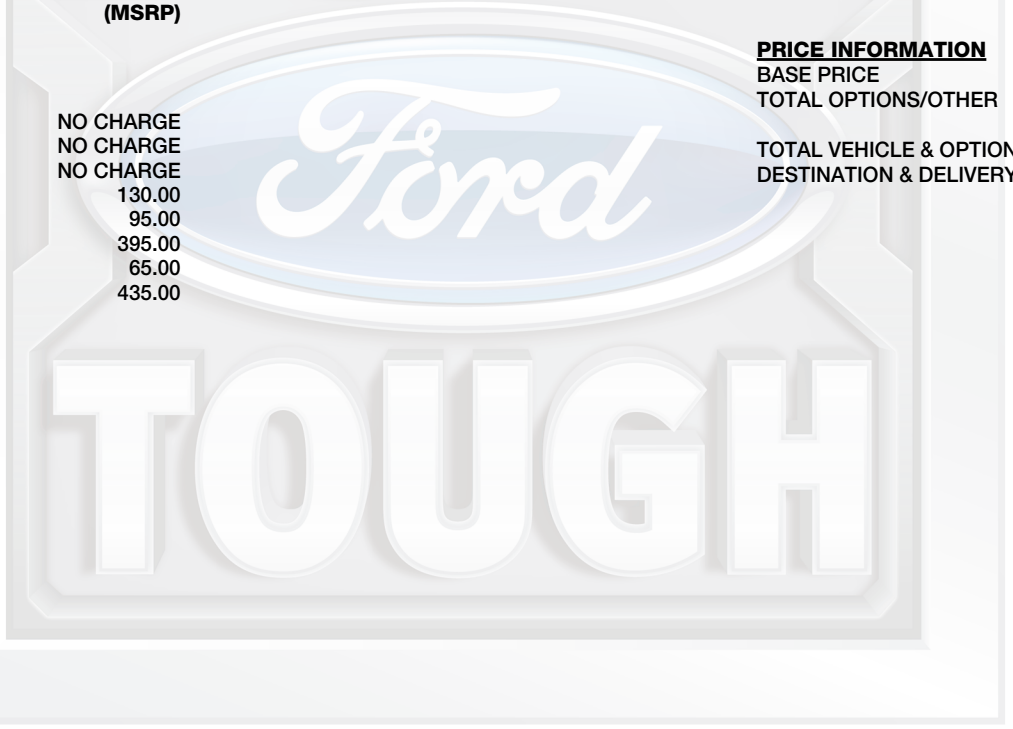 (MSRP)
NO CHARGE
NO CHARGE
NO CHARGE
130.00
95.00
395.00
65.00
435.00
PRICE INFORMATION
BASE PRICE
TOTAL OPTIONS/OTHER
TOTAL VEHICLE & OPTION
DESTINATION & DELIVERY
Ford
TOUGH